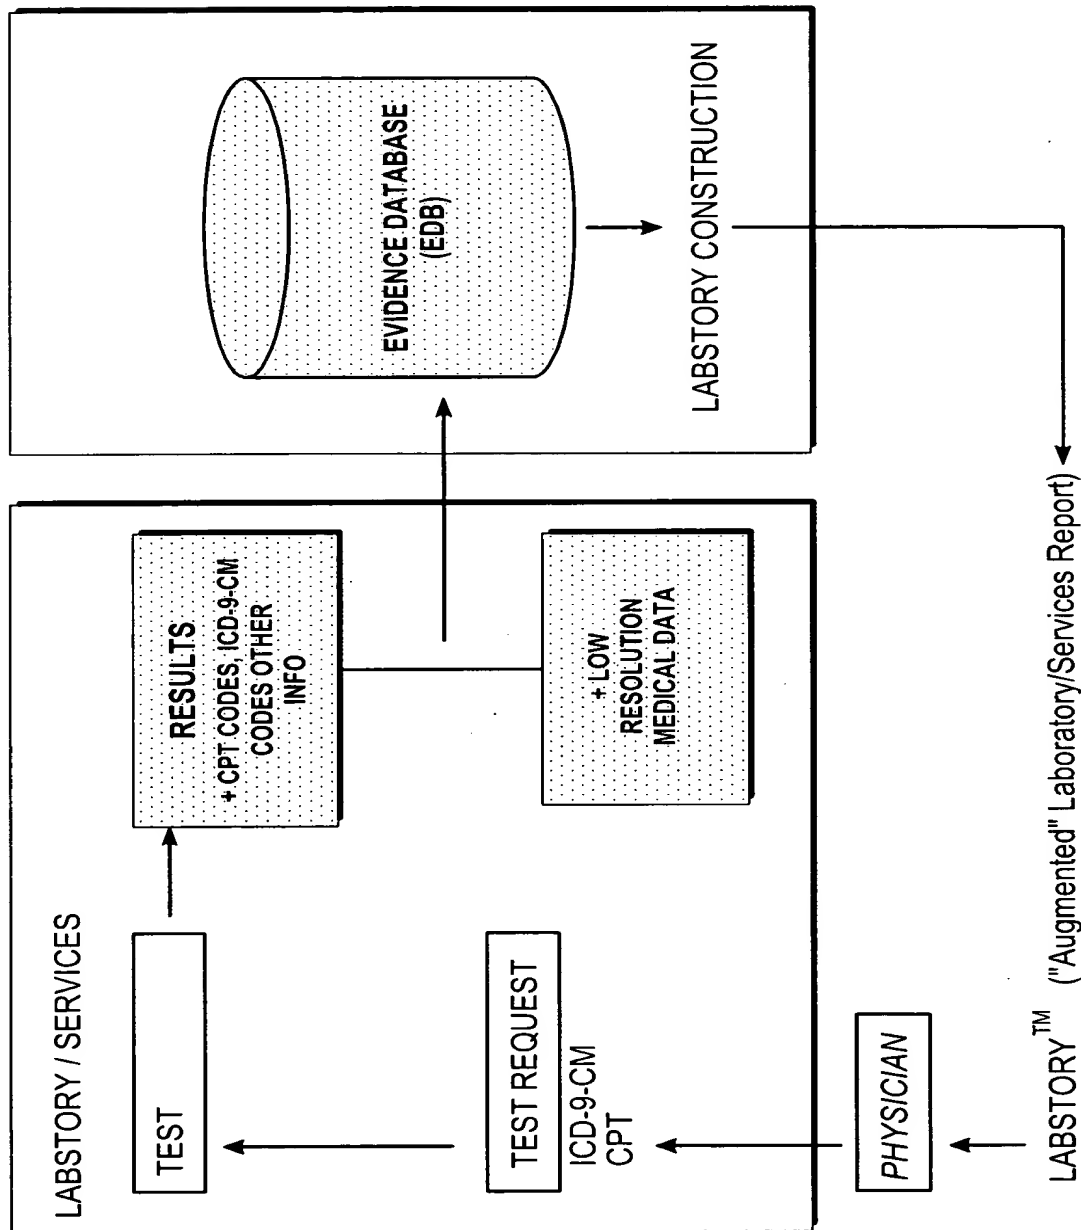 LABSTORY / SERVICES
TEST
TEST REQUEST
ICD-9-CM
CPT
PHYSICIAN
RESULTS
+ CPT CODES, ICD-9-CM
CODES OTHER
INFO
+ LOW
RESOLUTION
MEDICAL DATA
EVIDENCE DATABASE
(EDB)
LABSTORY CONSTRUCTION
LABSTORY™ ("Augmented" Laboratory/Services Report)